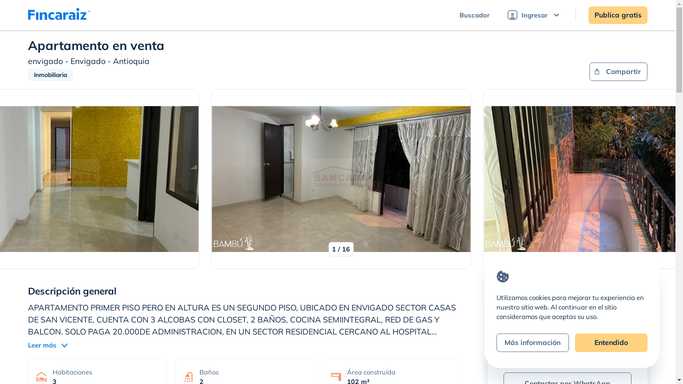 Fincaraiz
Buscador
Ingresar
Publica gratis
Apartamento en venta
envigado - Envigado - Antioquia
Inmobiliaria
Compartir
BAMBÚ
SANCASA
BAMBÚ
1 / 16
Descripción general
APARTAMENTO PRIMER PISO PERO EN ALTURA ES UN SEGUNDO PISO, UBICADO EN ENVIGADO SECTOR CASAS
DE SAN VICENTE, CUENTA CON 3 ALCOBAS CON CLOSET, 2 BAÑOS, COCINA SEMIINTEGRAL, RED DE GAS Y
BALCON, SOLO PAGA 20.000DE ADMINISTRACION, EN UN SECTOR RESIDENCIAL CERCANO AL HOSPITAL...
Leer más
Habitaciones
3
Baños
2
Área construida
102 m²
Utilizamos cookies para mejorar tu experiencia en
nuestro sitio web. Al continuar en el sitio
consideramos que aceptas su uso.
Más información
Entendido
Contactar por WhatsApp